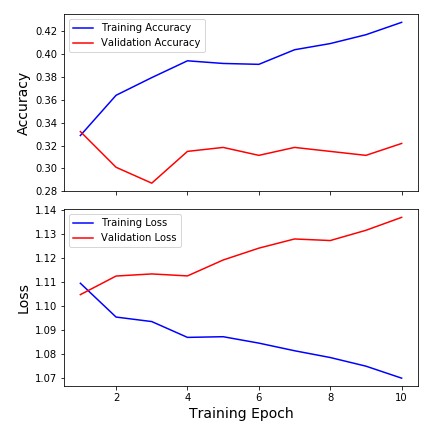 Training Accuracy
Validation Accuracy
Accuracy
0.42
0.40
0.38
0.36
0.34
0.32
0.30
0.28
Training Loss
Validation Loss
Loss
1.14
1.13
1.12
1.11
1.10
1.09
1.08
1.07
2 4 6 8 10
Training Epoch